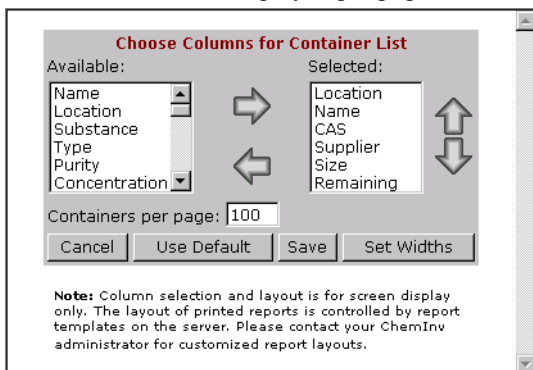 Choose Columns for Container List
Available:
Selected:
Name
Location
Substance
Type
Purity
Concentration
Location
Name
CAS
Supplier
Size
Remaining
Containers per page: 100
Cancel Use Default Save Set Widths
Note: Column selection and layout is for screen display
only. The layout of printed reports is controlled by report
templates on the server. Please contact your ChemInv
administrator for customized report layouts.